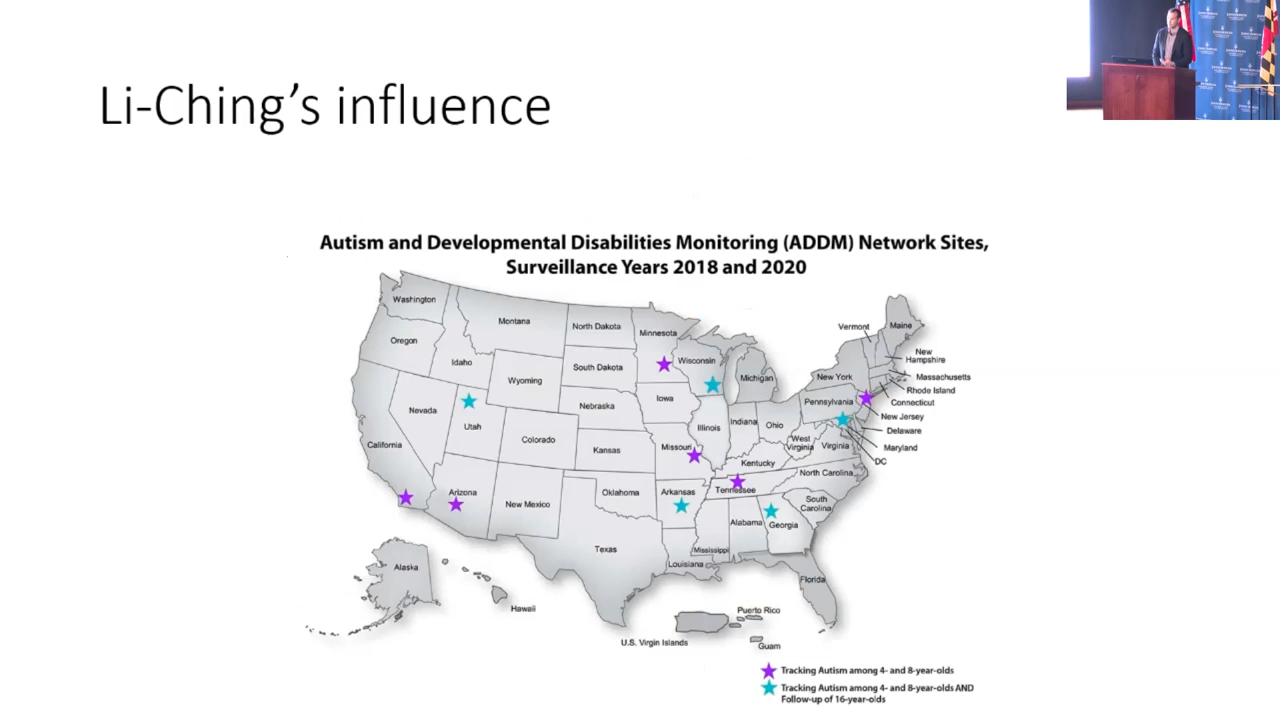 Li-Ching's influence
Autism and Developmental Disabilities Monitoring (ADDM) Network Sites,
Surveillance Years 2018 and 2020
Washington
Montana
North Dakota
Minnesota
Vermont
Maine
Oregon
Idaho
Wyoming
South Dakota
Wisconsin
Michigan
New York
New
Hampshire
Massachusetts
Rhode Island
Connecticut
New Jersey
Delaware
Maryland
DC
Nevada
Utah
Nebraska
Iowa
Illinois
Indiana
Ohio
Pennsylvania
California
Colorado
Kansas
Missouri
West
Virginia
Virginia
Kentucky
North Carolina
Arizona
New Mexico
Oklahoma
Arkansas
Tennessee
South
Carolina
Texas
Mississippi
Alabama
Georgia
Louisiana
Florida
Alaska
Hawaii
Puerto Rico
U.S. Virgin Islands
Guam
Tracking Autism among 4- and 8-year-olds
Tracking Autism among 4- and 8-year-olds AND
Follow-up of 16-year-olds